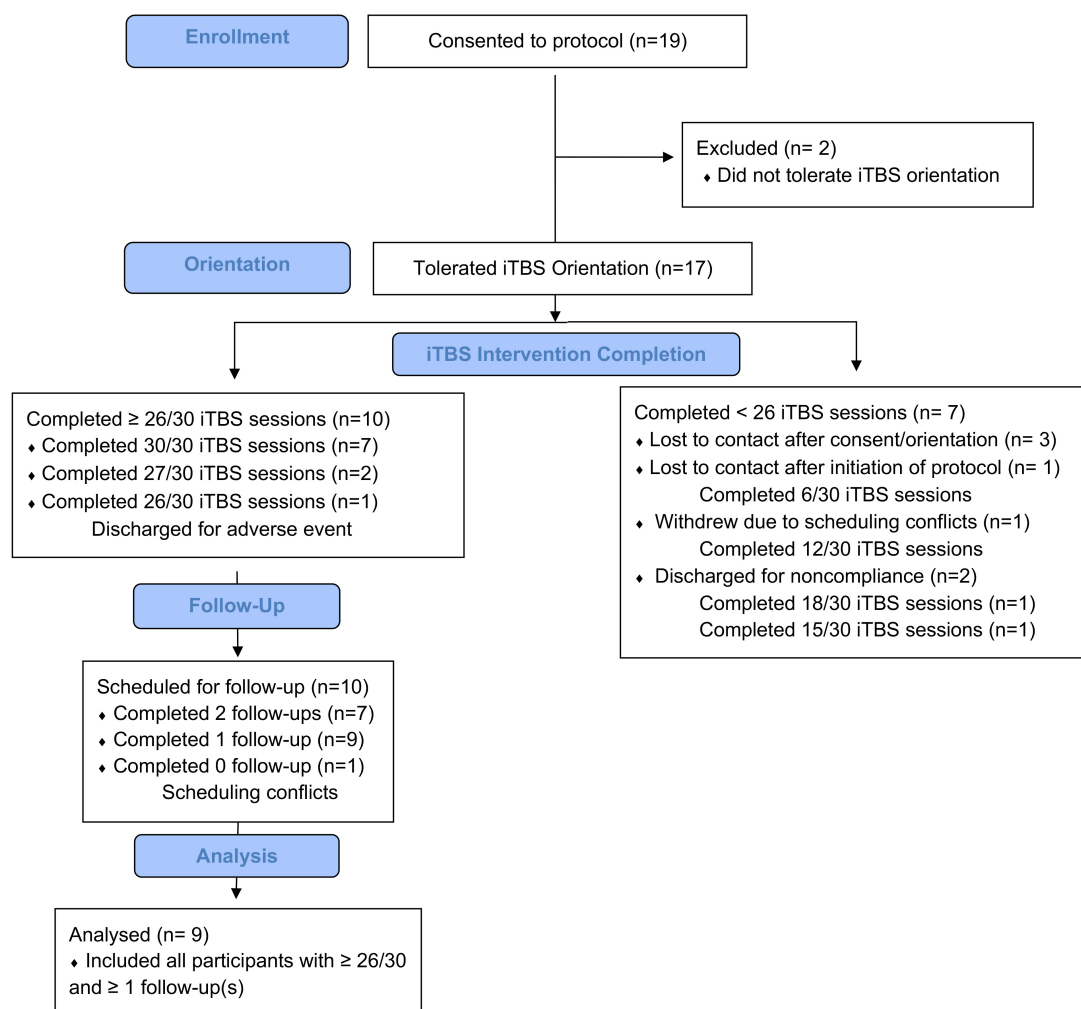 Enrollment
Consented to protocol (n=19)
Excluded (n= 2)
♦ Did not tolerate iTBS orientation
Orientation
Tolerated iTBS Orientation (n=17)
iTBS Intervention Completion
Completed ≥ 26/30 iTBS sessions (n=10)
♦ Completed 30/30 iTBS sessions (n=7)
♦ Completed 27/30 iTBS sessions (n=2)
♦ Completed 26/30 iTBS sessions (n=1)
Discharged for adverse event
Completed < 26 iTBS sessions (n= 7)
♦ Lost to contact after consent/orientation (n= 3)
♦ Lost to contact after initiation of protocol (n= 1)
Completed 6/30 iTBS sessions
♦ Withdrew due to scheduling conflicts (n=1)
Completed 12/30 iTBS sessions
♦ Discharged for noncompliance (n=2)
Completed 18/30 iTBS sessions (n=1)
Completed 15/30 iTBS sessions (n=1)
Follow-Up
Scheduled for follow-up (n=10)
♦ Completed 2 follow-ups (n=7)
♦ Completed 1 follow-up (n=9)
♦ Completed 0 follow-up (n=1)
Scheduling conflicts
Analysis
Analysed (n= 9)
♦ Included all participants with ≥ 26/30
and ≥ 1 follow-up(s)